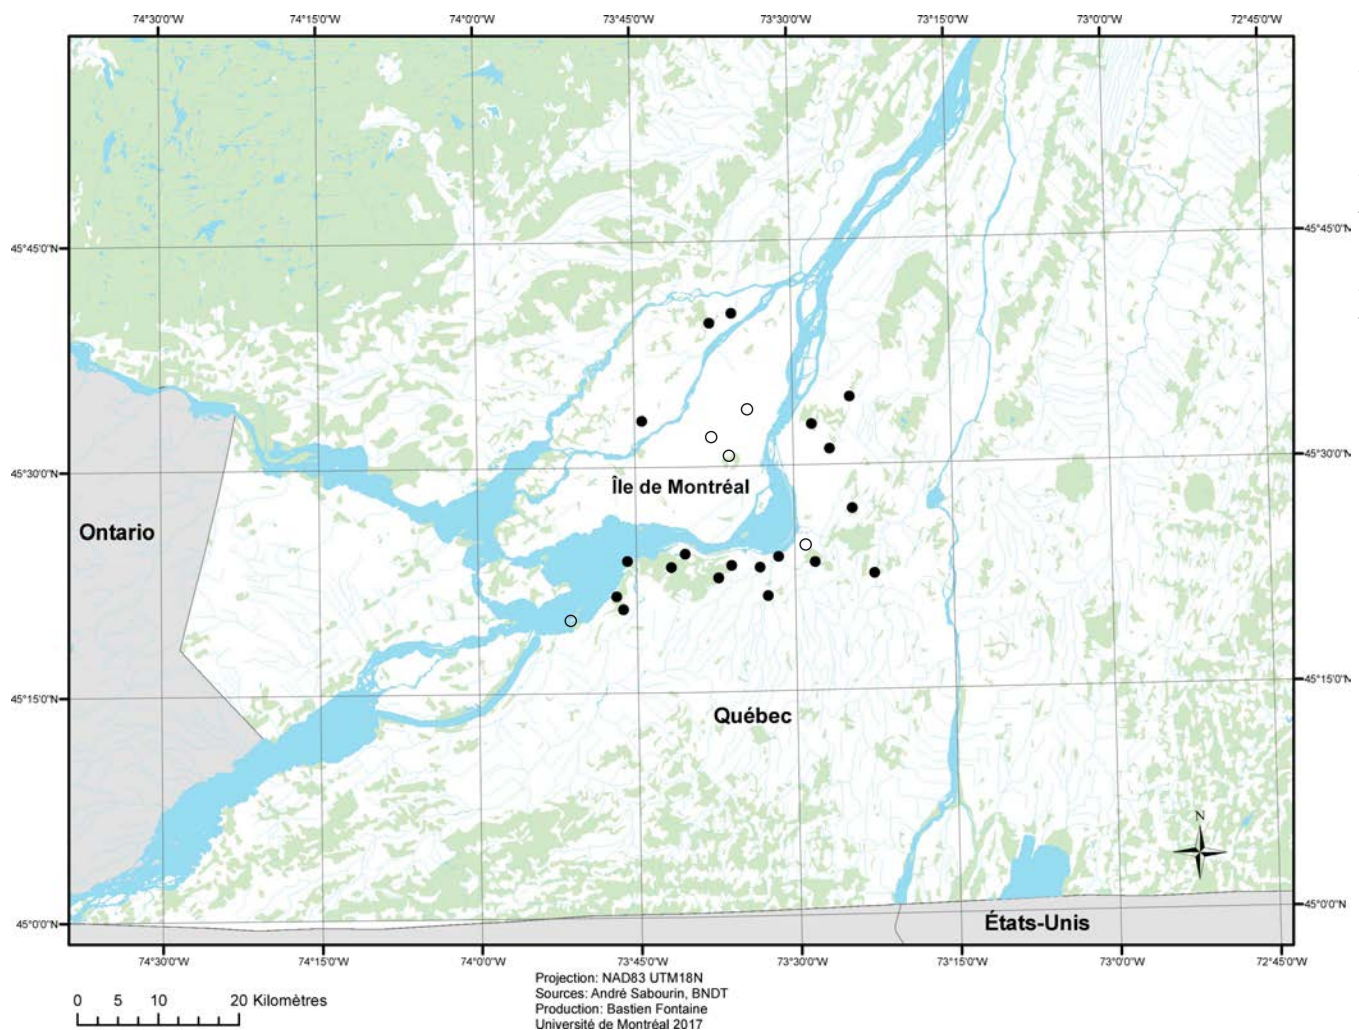 74°30'0"W 74°15'0"W 74°0'0"W 73°45'0"W 73°30'0"W 73°15'0"W 73°0'0"W 72°45'0"W
45°45'0"N 45°45'0"N
45°30'0"N 45°30'0"N
Île de Montréal
Ontario
45°15'0"N 45°15'0"N
Québec
N
45°0'0"N 45°0'0"N
États-Unis
74°30'0"W 74°15'0"W 74°0'0"W 73°45'0"W 73°30'0"W 73°15'0"W 73°0'0"W 72°45'0"W
0 5 10 20 Kilomètres
Projection: NAD83 UTM18N
Sources: André Sabourin, BNDT
Production: Bastien Fontaine
Université de Montréal 2017